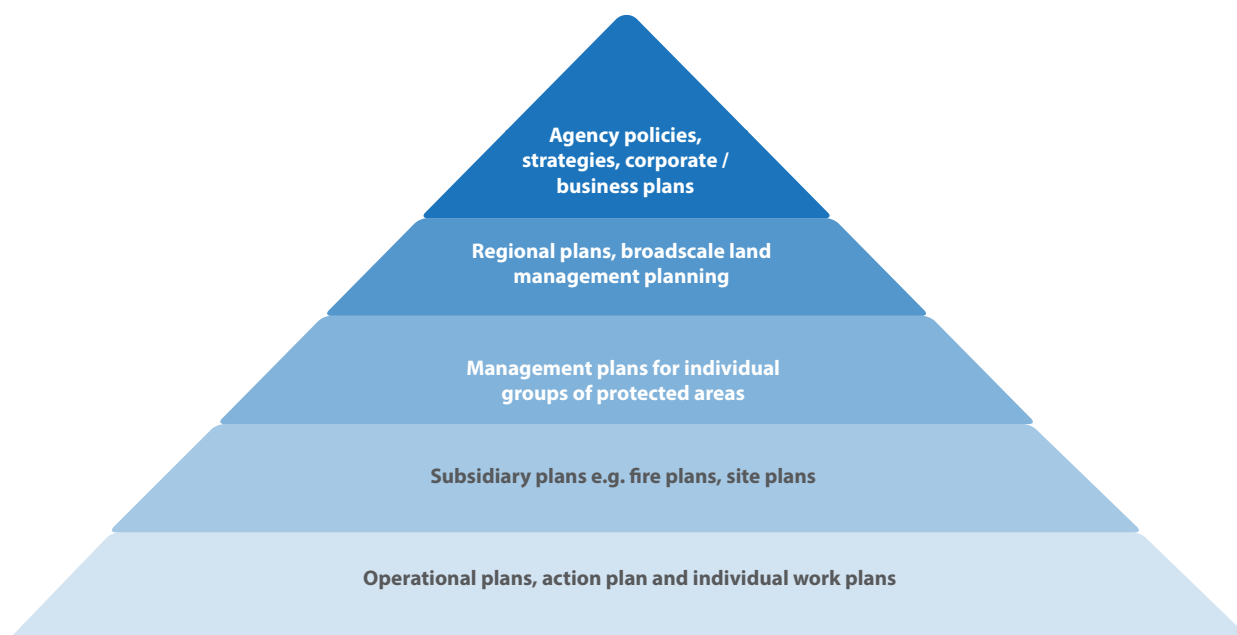 Agency policies,
strategies, corporate /
business plans
Regional plans, broadscale land
management planning
Management plans for individual
groups of protected areas
Subsidiary plans e.g. fire plans, site plans
Operational plans, action plan and individual work plans